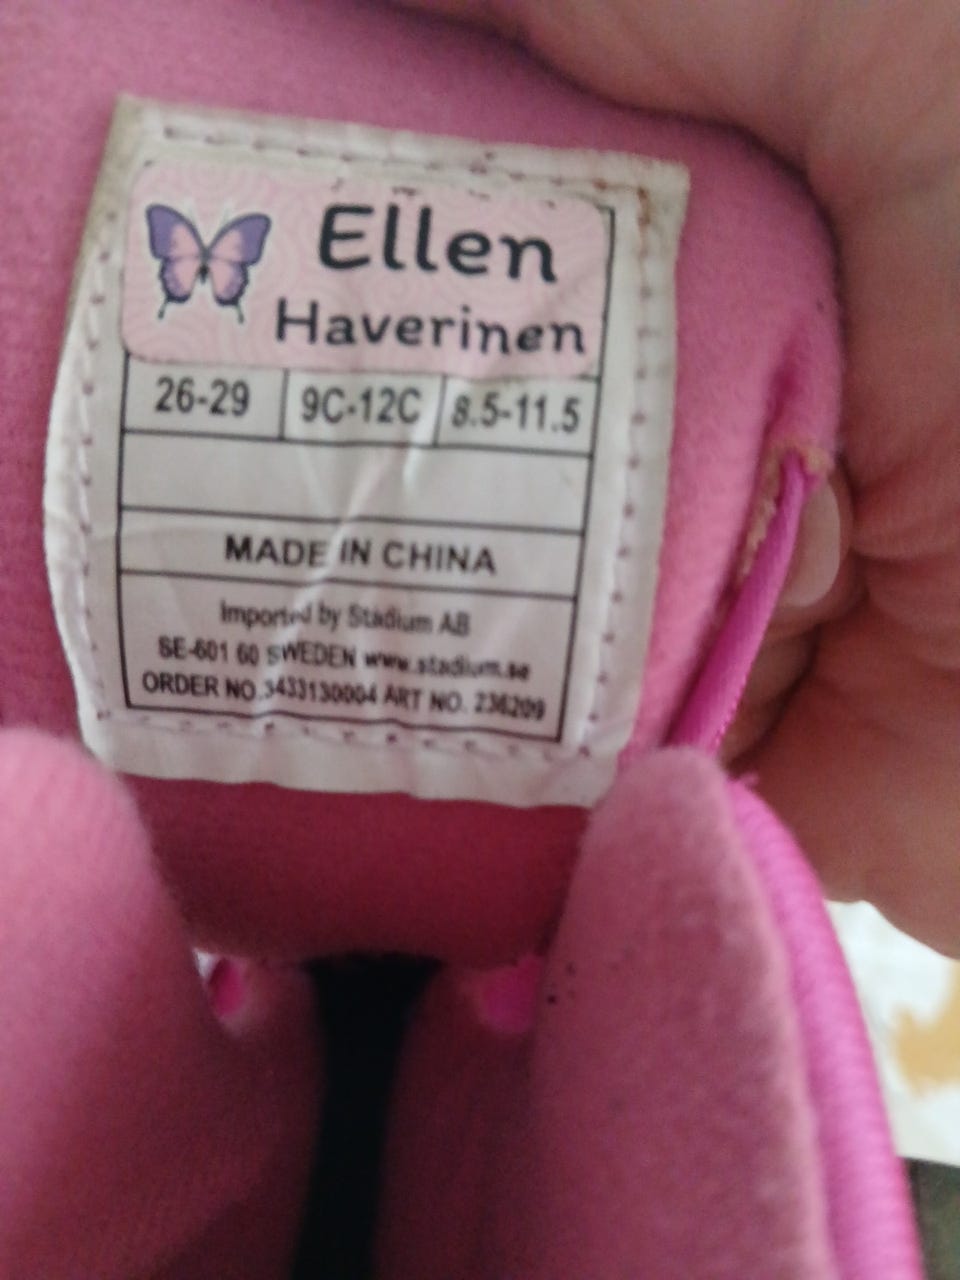 Ellen
Haverinen
26-29 9C-12C 8.5-11.5
MADE IN CHINA
Imported by Stadium AB
SE-601 60 SWEDEN www.stadium.se
ORDER NO.3433130004 ART NO. 236209